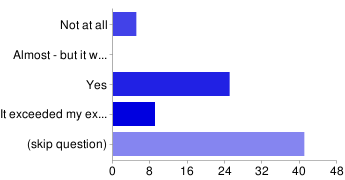 Not at all
Almost - but it w...
Yes
It exceeded my ex...
(skip question)
0 8 16 24 32 40 48